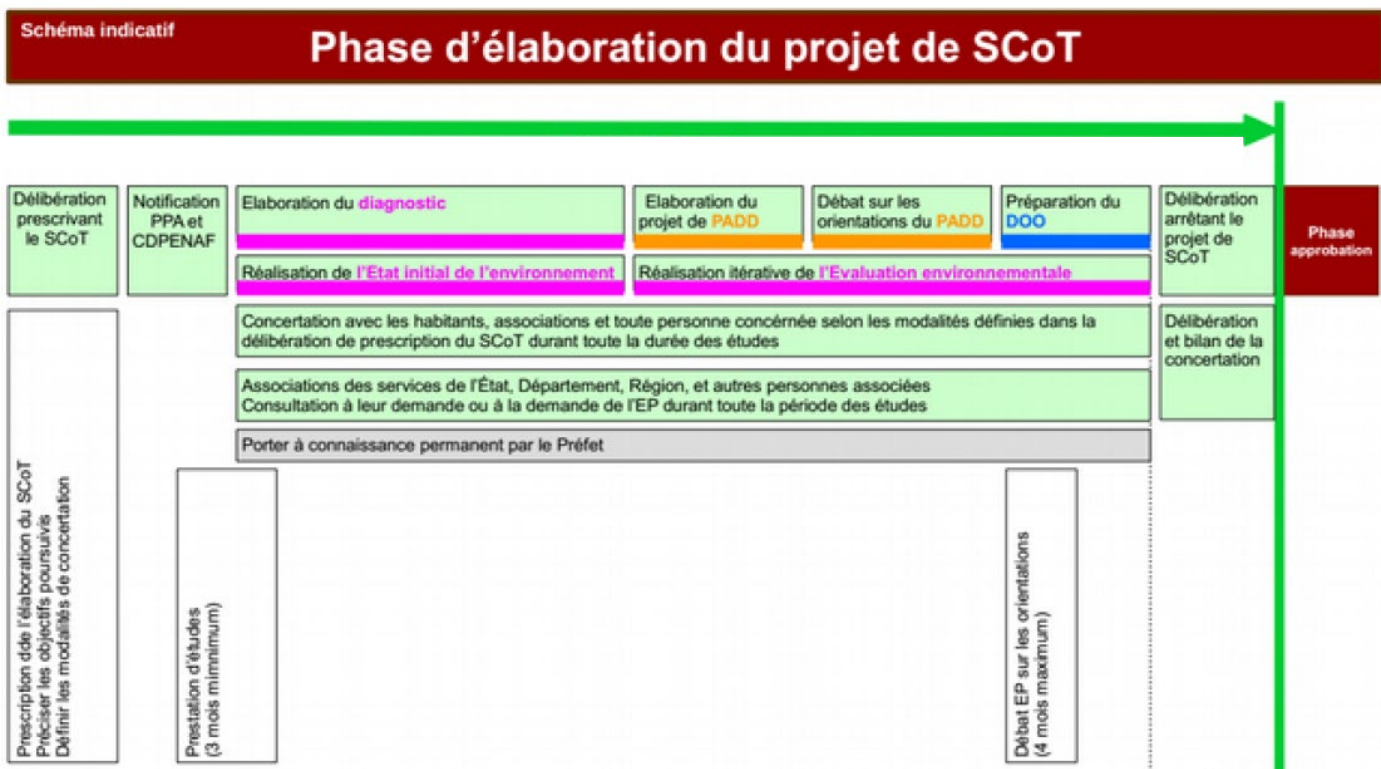 Schéma indicatif
Phase d'élaboration du projet de SCoT
Délibération
prescrivant
le SCoT
Notification
PPA et
CDPENAF
Elaboration du diagnostic
Elaboration du
projet de PADD
Débat sur les
orientations du PADD
Préparation du
DOO
Délibération
arrêtant le
projet de
SCoT
Phase
approbation
Réalisation de l'Etat initial de l'environnement
Réalisation itérative de l'Evaluation environnementale
Concertation avec les habitants, associations et toute personne concérnée selon les modalités définies dans la
délibération de prescription du SCoT durant toute la durée des études
Délibération
et bilan de la
concertation
Associations des services de l'État, Département, Région, et autres personnes associées
Consultation à leur demande ou à la demande de l'EP durant toute la période des études
Porter à connaissance permanent par le Préfet
Prescription dde l'élaboration du SCoT
Préciser les objectifs poursuivis
Définir les modalités de concertation
Prestation d'études
(3 mois mimnimum)
Débat EP sur les orientations
(4 mois maximum)